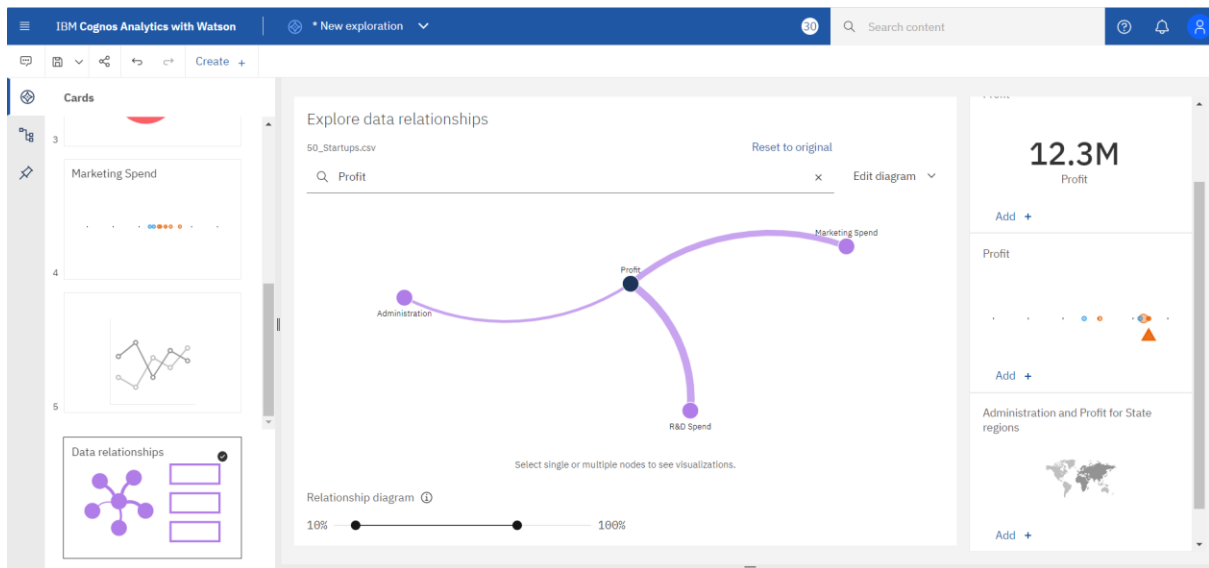 IBM Cognos Analytics with Watson
* New exploration
30
Search content
Create +
Cards
3
Marketing Spend
4
5
Data relationships
Explore data relationships
50_Startups.csv
Reset to original
Profit
Edit diagram
Marketing Spend
Profit
Administration
R&D Spend
Select single or multiple nodes to see visualizations.
Relationship diagram
10%
100%
12.3M
Profit
Add +
Profit
Add +
Administration and Profit for State
regions
Add +